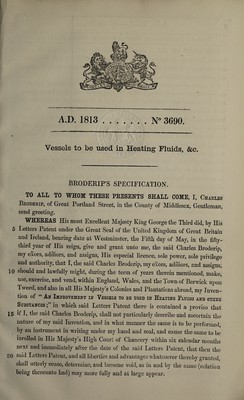 A.D. 1813 . . . . . . . Nº 3690.
Vessels to be used in Heating Fluids, &c.
BRODERIP'S SPECIFICATION.
TO ALL TO WHOM THESE PRESENTS SHALL COME, I, CHARLES
BRODERIP, of Great Portland Street, in the County of Middlesex, Gentleman,
send greeting.
WHEREAS His most Excellent Majesty King George the Third did, by His
5 Letters Patent under the Great Seal of the United Kingdom of Great Britain
and Ireland, bearing date at Westminster, the Fifth day of May, in the fifty-
third year of His reign, give and grant unto me, the said Charles Broderip,
my exors, admors, and assigns, His especial licence, sole power, sole privilege
and authority, that I, the said Charles Broderip, my exors, admors, and assigns,
10 should and lawfully might, during the term of years therein mentioned, make,
use, exercise, and vend, within England, Wales, and the Town of Berwick upon
Tweed, and also in all His Majesty's Colonies and Plantations abroad, my Inven-
tion of "AN IMPROVEMENT IN VESSELS TO BE USED IN HEATING FLUIDS AND OTHER
SUBSTANCES;" in which said Letters Patent there is contained a proviso that
15 if I, the said Charles Broderip, shall not particularly describe and ascertain the
nature of my said Invention, and in what manner the same is to be performed,
by an instrument in writing under my hand and seal, and cause the same to be
inrolled in His Majesty's High Court of Chancery within six calendar months
next and immediately after the date of the said Letters Patent, that then the
20 said Letters Patent, and all liberties and advantages whatsoever thereby granted,
shall utterly cease, determine, and become void, as in and by the same (relation
being thereunto had) may more fully and at large appear.